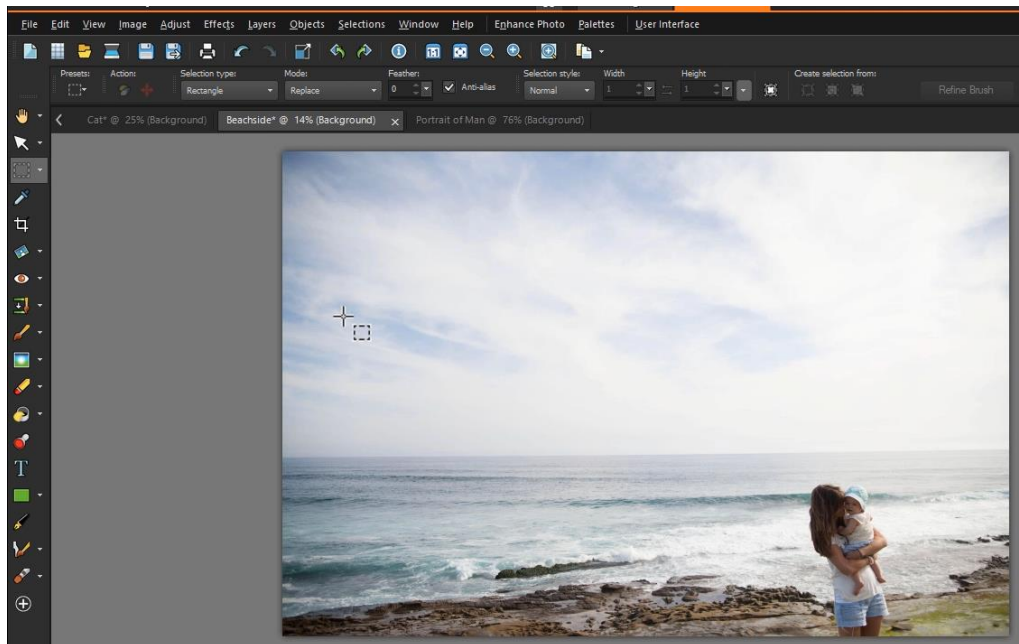 File Edit View Image Adjust Effects Layers Objects Selections Window Help Enhance Photo Palettes User Interface
Presets: Action: Selection type: Mode: Feather: Selection style: Width Height Create selection from:
Rectangle Replace 0 Anti-alias Normal 1 1 Refine Brush
Cat* @ 25% (Background) Beachside* @ 14% (Background) x Portrait of Man @ 76% (Background)
T